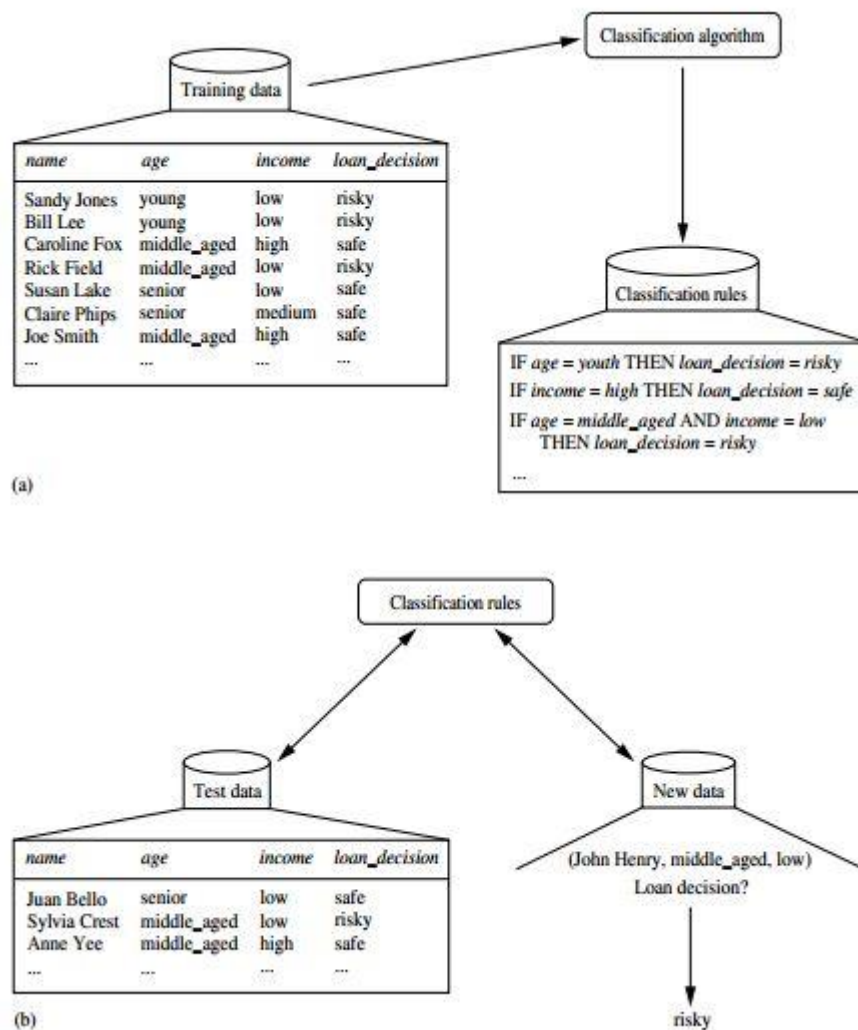 Classification algorithm
Training data
name age income loan_decision
Sandy Jones young low risky
Bill Lee young low risky
Caroline Fox middle_aged high safe
Rick Field middle_aged low risky
Susan Lake senior low safe
Claire Phips senior medium safe
Joe Smith middle_aged high safe
... ... ... ...
Classification rules
IF age = youth THEN loan_decision = risky
IF income = high THEN loan_decision = safe
IF age = middle_aged AND income = low
THEN loan_decision = risky
...
(a)
Classification rules
Test data
name age income loan_decision
Juan Bello senior low safe
Sylvia Crest middle_aged low risky
Anne Yee middle_aged high safe
... ... ... ...
New data
(John Henry, middle_aged, low)
Loan decision?
risky
(b)